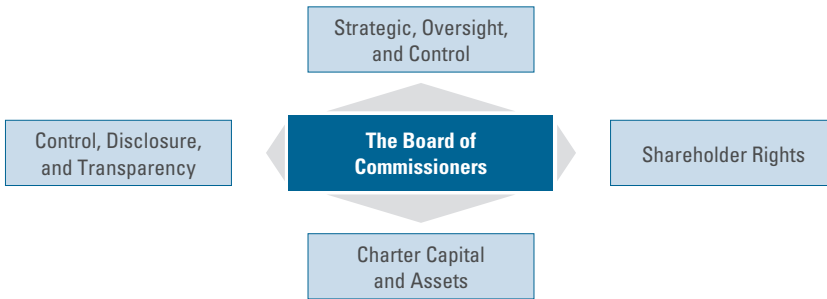 Strategic, Oversight,
and Control
Control, Disclosure,
and Transparency
The Board of
Commissioners
Shareholder Rights
Charter Capital
and Assets